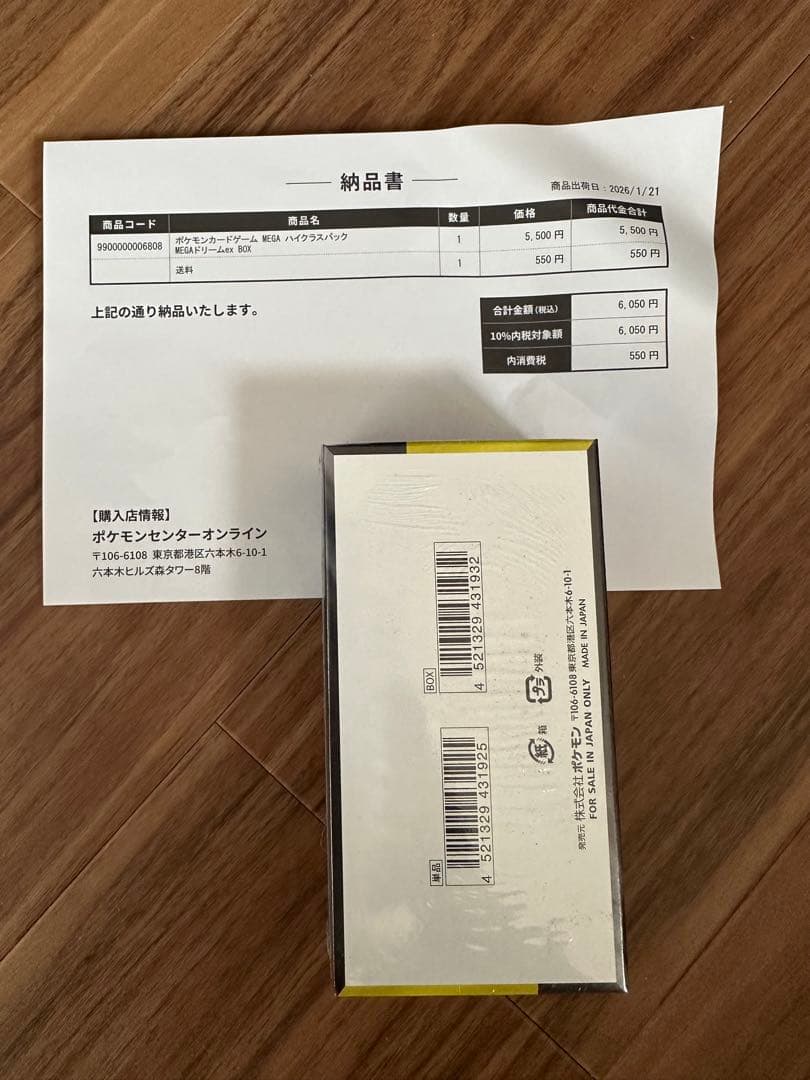 納品書
商品出荷日：2026/1/21
商品コード 商品名 数量 価格 商品代金合計
9900000006808 ポケモンカードゲーム MEGA ハイクラスパック 1 5,500 円 5,500 円
MEGAドリームex BOX
送料 1 550 円 550 円
上記の通り納品いたします。
合計金額(税込) 6,050 円
10%内税対象額 6,050 円
内消費税 550 円
【購入店情報】
ポケモンセンターオンライン
〒106-6108 東京都港区六本木6-10-1
六本木ヒルズ森タワー8階
単品
4 521329 431925
BOX
4 521329 431932
紙 箱
プラ 外装
発売元 株式会社ポケモン 〒106-6108 東京都港区六本木6-10-1
FOR SALE IN JAPAN ONLY MADE IN JAPAN